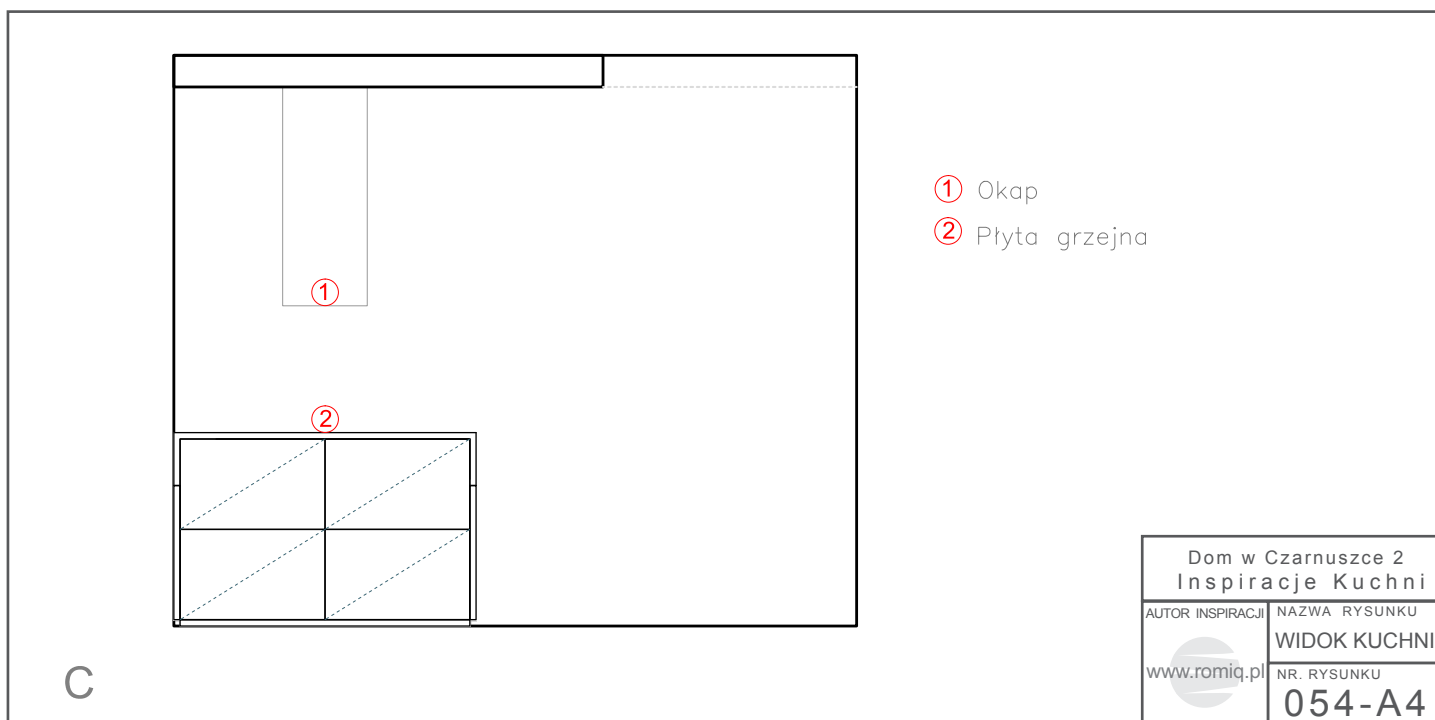 ① Okap
② Płyta grzejna
①
②
C
Dom w Czarnuszce 2
Inspiracje Kuchni
AUTOR INSPIRACJI
www.romiq.pl
NAZWA RYSUNKU
WIDOK KUCHNI
NR. RYSUNKU
054-A4